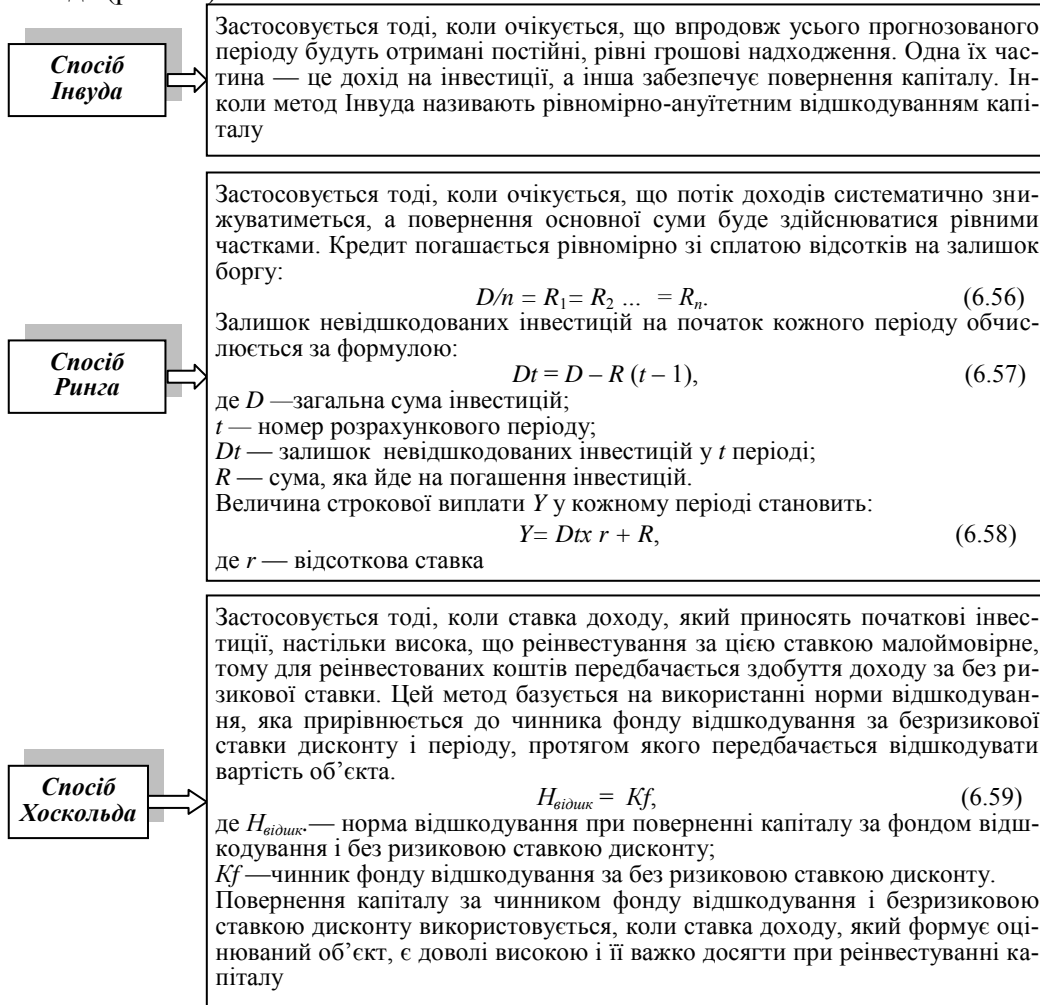 Спосіб
Інвуда
Застосовується тоді, коли очікується, що впродовж усього прогнозованого
періоду будуть отримані постійні, рівні грошові надходження. Одна їх час-
тина — це дохід на інвестиції, а інша забезпечує повернення капіталу. Ін-
коли метод Інвуда називають рівномірно-ануїтетним відшкодуванням капі-
талу
Спосіб
Ринга
Застосовується тоді, коли очікується, що потік доходів систематично зни-
жуватиметься, а повернення основної суми буде здійснюватися рівними
частками. Кредит погашається рівномірно зі сплатою відсотків на залишок
боргу:
D/n = R1= R2 ... = Rn. (6.56)
Залишок невідшкодованих інвестицій на початок кожного періоду обчис-
люється за формулою:
Dt = D – R (t – 1), (6.57)
де D —загальна сума інвестицій;
t — номер розрахункового періоду;
Dt — залишок невідшкодованих інвестицій у t періоді;
R — сума, яка йде на погашення інвестицій.
Величина строкової виплати Y у кожному періоді становить:
Y= Dtx r + R, (6.58)
де r — відсоткова ставка
Спосіб
Хоскольда
Застосовується тоді, коли ставка доходу, який приносять початкові інвес-
тиції, настільки висока, що реінвестування за цією ставкою малоймовірне,
тому для реінвестованих коштів передбачається здобуття доходу за без ри-
зикової ставки. Цей метод базується на використанні норми відшкодуван-
ня, яка прирівнюється до чинника фонду відшкодування за безризикової
ставки дисконту і періоду, протягом якого передбачається відшкодувати
вартість об’єкта.
Hвідшк = Kf, (6.59)
де Hвідшк.— норма відшкодування при поверненні капіталу за фондом відш-
кодування і без ризиковою ставкою дисконту;
Kf —чинник фонду відшкодування за без ризиковою ставкою дисконту.
Повернення капіталу за чинником фонду відшкодування і безризиковою
ставкою дисконту використовується, коли ставка доходу, який формує оці-
нюваний об’єкт, є доволі високою і її важко досягти при реінвестуванні ка-
піталу